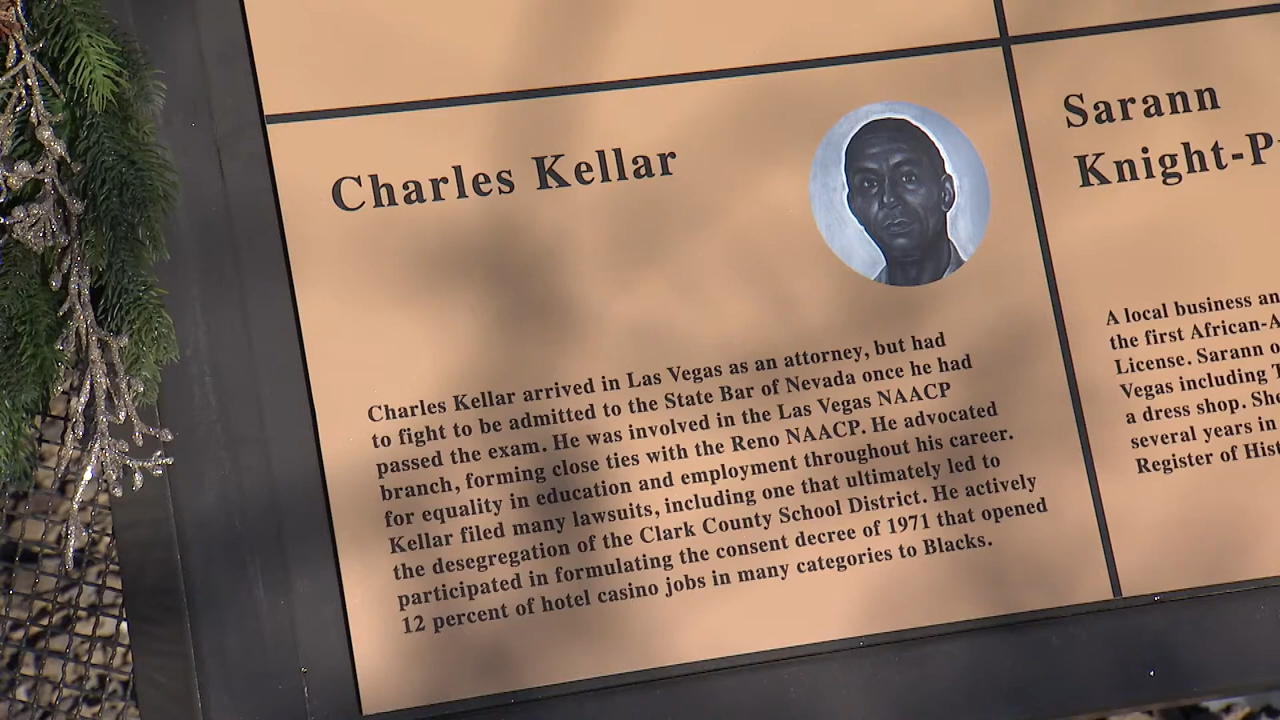 Charles Kellar
Charles Kellar arrived in Las Vegas as an attorney, but had
to fight to be admitted to the State Bar of Nevada once he had
passed the exam. He was involved in the Las Vegas NAACP
branch, forming close ties with the Reno NAACP. He advocated
for equality in education and employment throughout his career.
Kellar filed many lawsuits, including one that ultimately led to
the desegregation of the Clark County School District. He actively
participated in formulating the consent decree of 1971 that opened
12 percent of hotel casino jobs in many categories to Blacks.
Sarann
Knight-
A local business
the first
License. Sarann
Vegas including
a dress shop. She
several years in
Register of